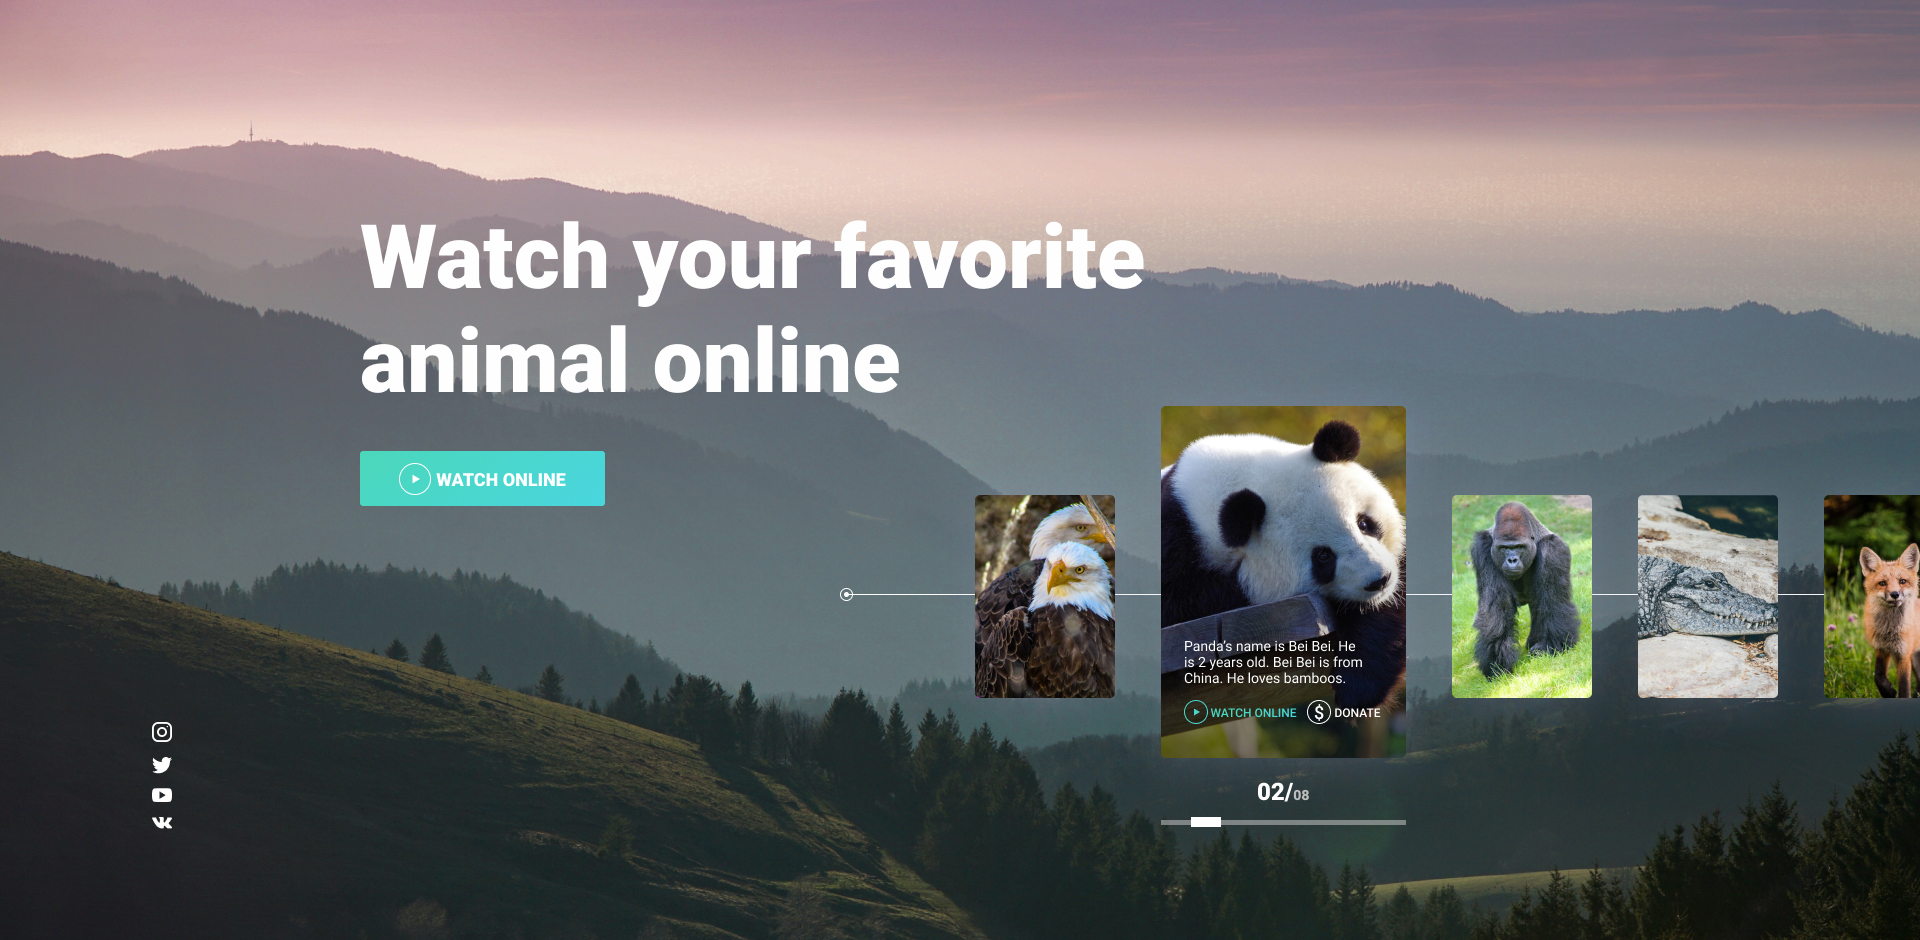 Watch your favorite
animal online
WATCH ONLINE
Panda's name is Bei Bei. He
is 2 years old. Bei Bei is from
China. He loves bamboos.
WATCH ONLINE $ DONATE
02/08